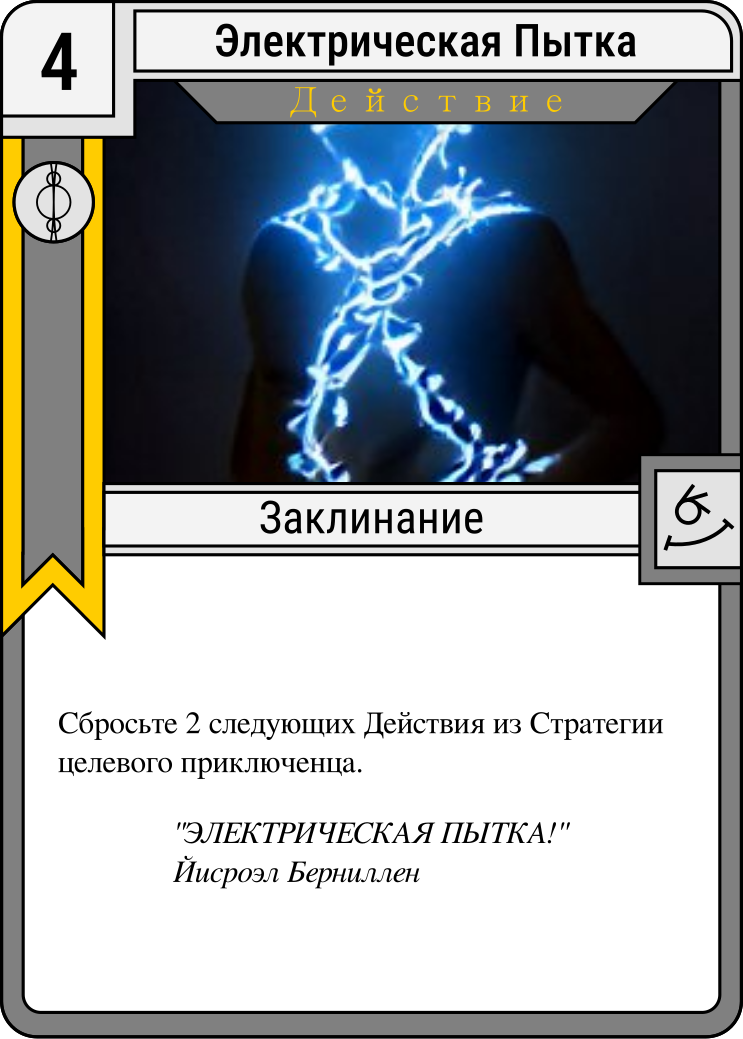 4
Электрическая Пытка
Действие
Заклинание
Сбросьте 2 следующих Действия из Стратегии
целевого приключенца.
"ЭЛЕКТРИЧЕСКАЯ ПЫТКА!"
Йисроэл Берниллен